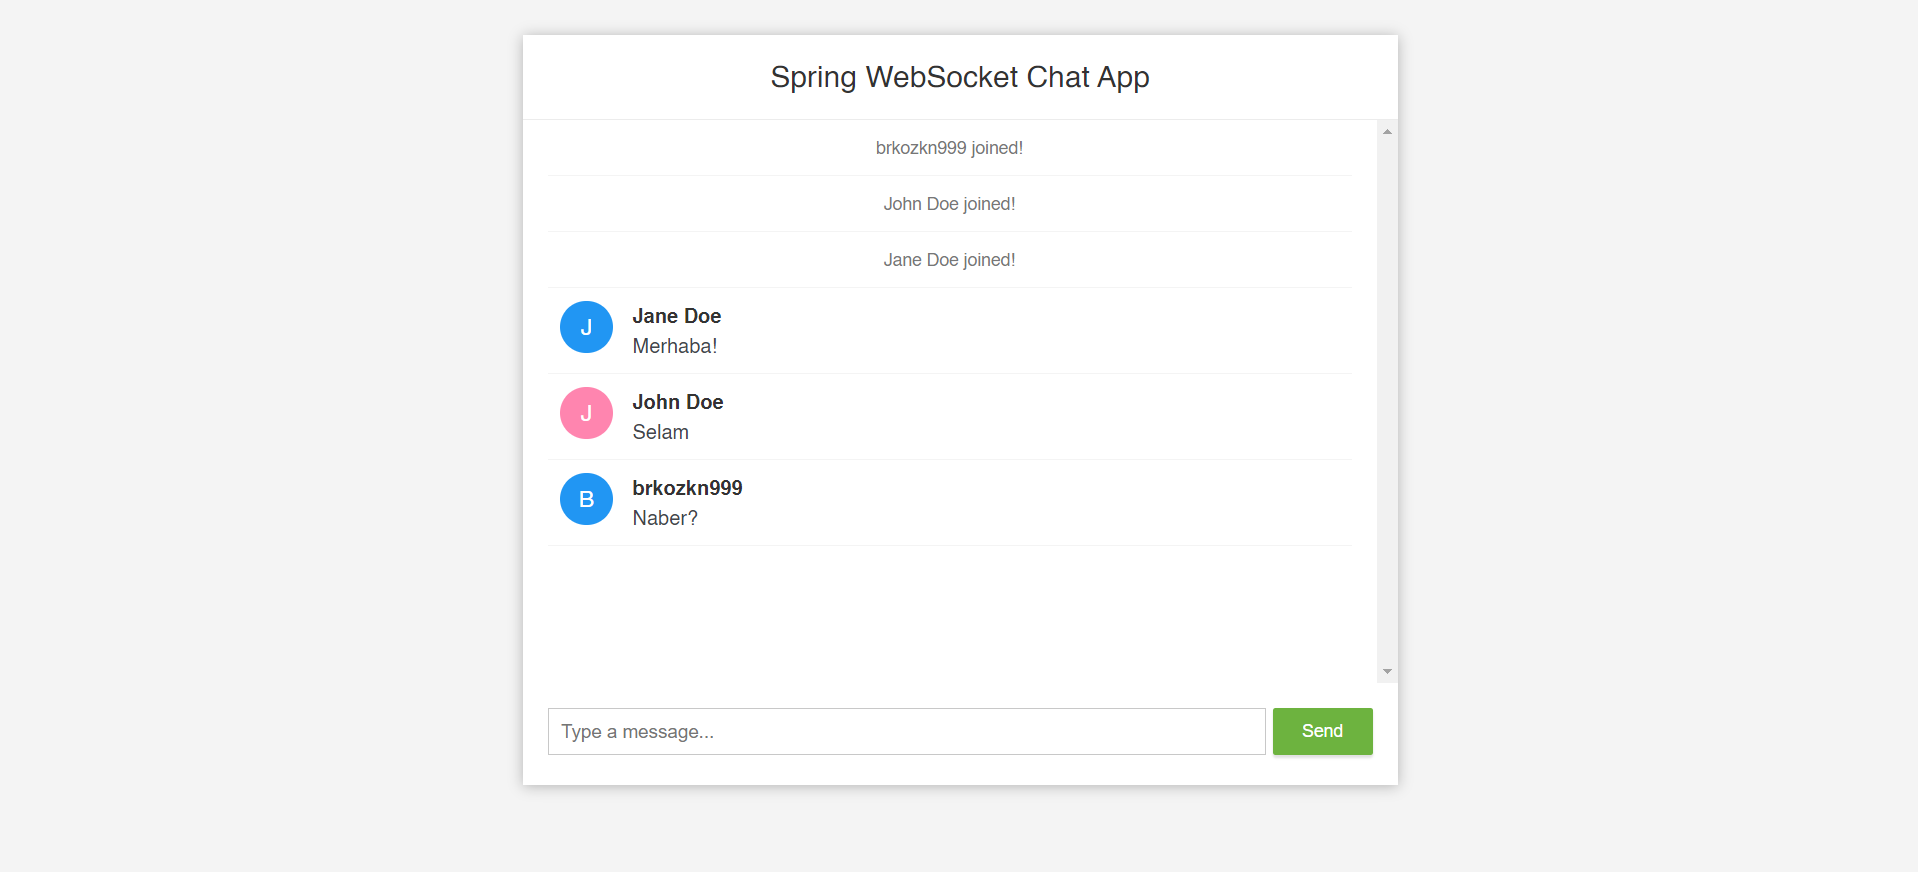 Spring WebSocket Chat App
brkozkn999 joined!
John Doe joined!
Jane Doe joined!
J
Jane Doe
Merhaba!
J
John Doe
Selam
B
brkozkn999
Naber?
Type a message...
Send